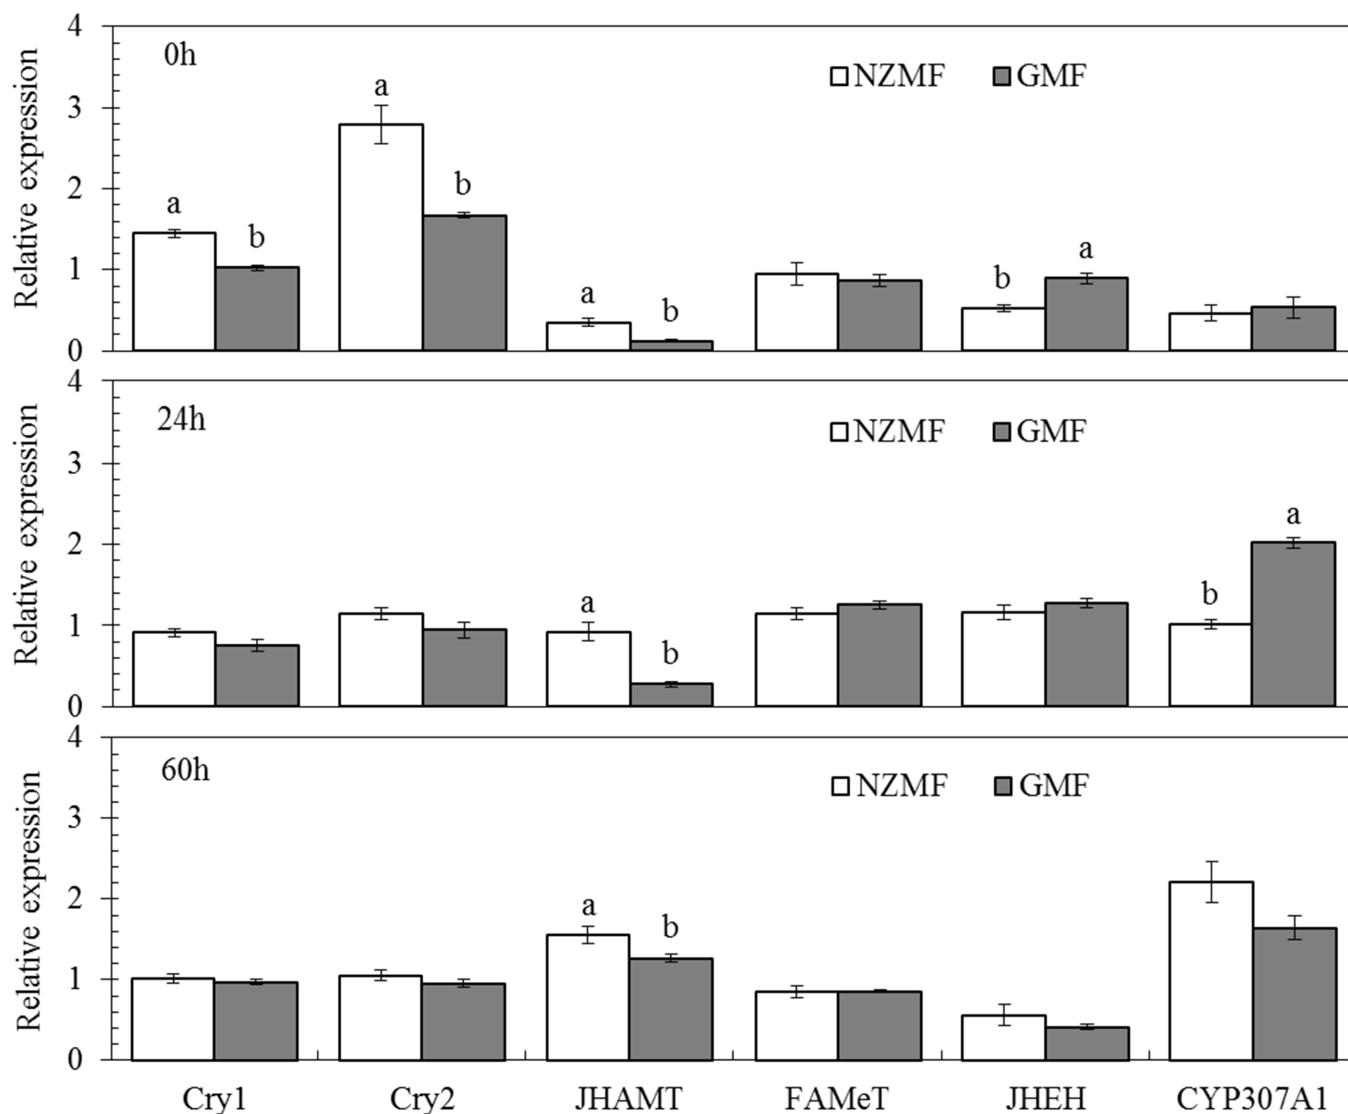 Relative expression
4
3
2
1
0
0h
NZMF GMF
a b
a b
a b
b a
Relative expression
4
3
2
1
0
24h
NZMF GMF
a b
b a
Relative expression
4
3
2
1
0
60h
NZMF GMF
a b
Cry1 Cry2 JHAMT FAMeT JHEH CYP307A1